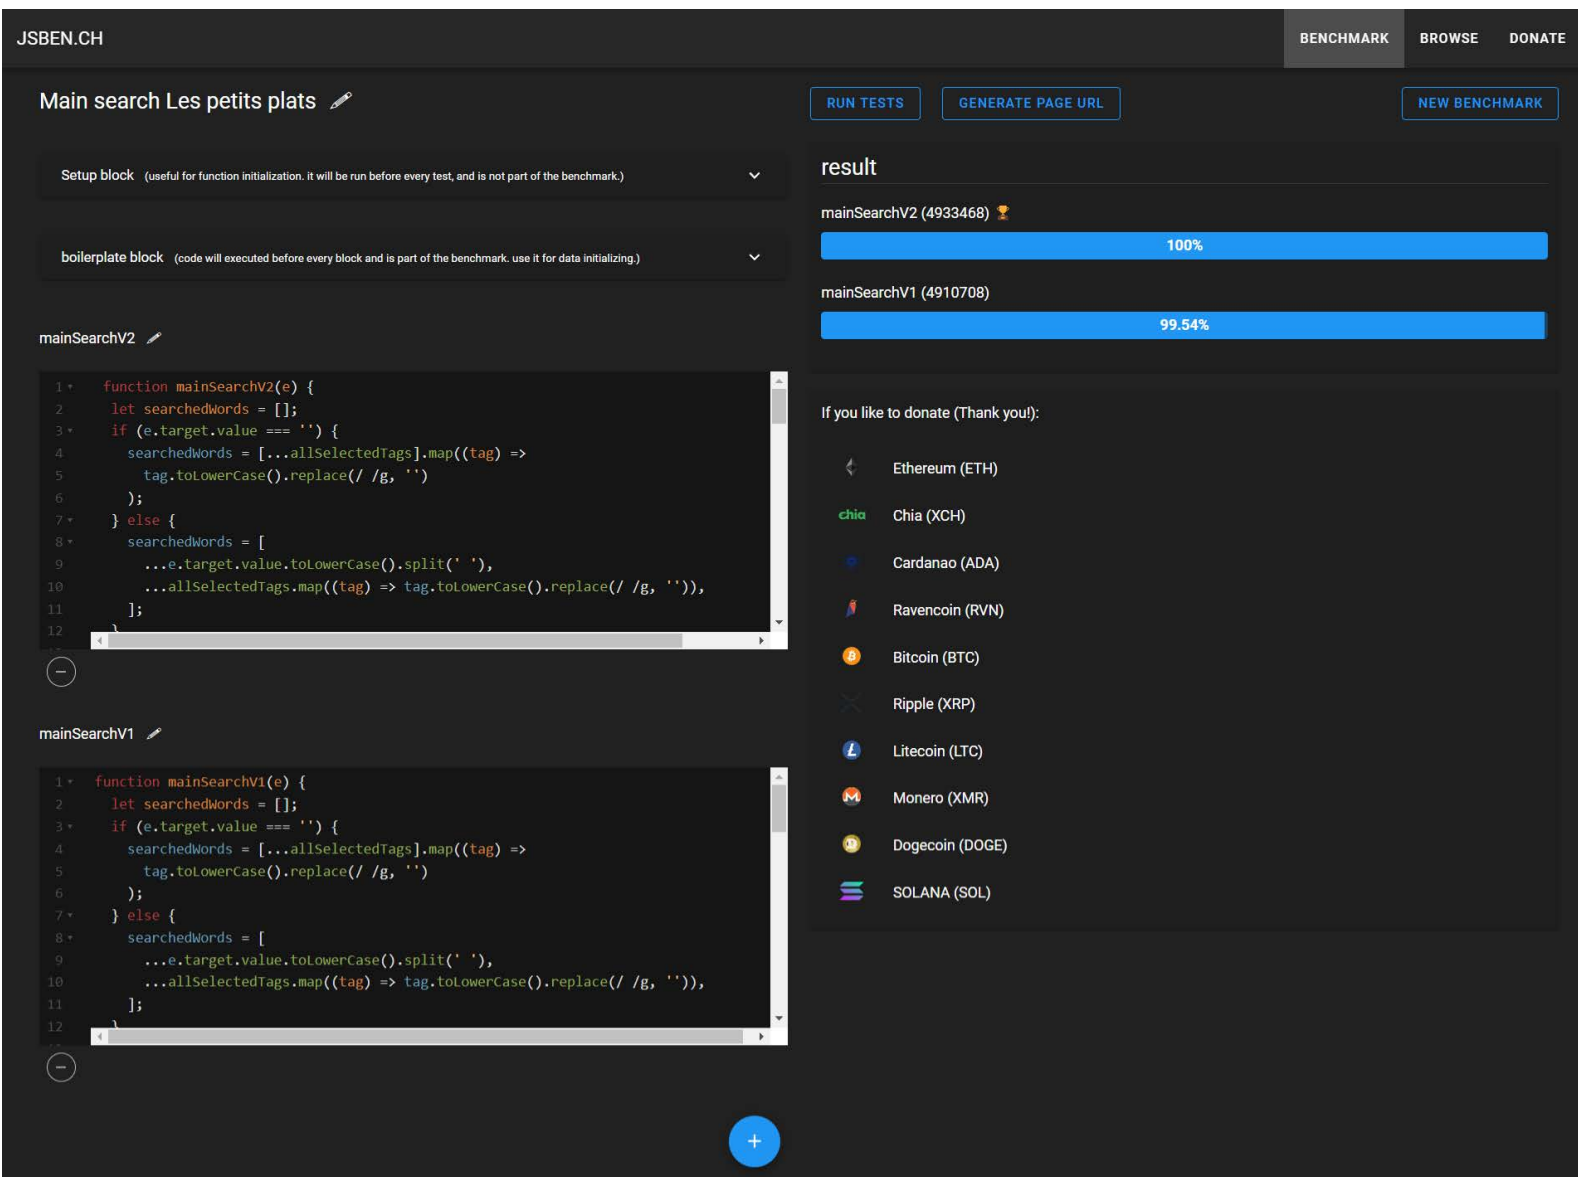 JSBEN.CH
BENCHMARK BROWSE DONATE
Main search Les petits plats
RUN TESTS GENERATE PAGE URL NEW BENCHMARK
Setup block (useful for function initialization. it will be run before every test, and is not part of the benchmark.)
boilerplate block (code will executed before every block and is part of the benchmark. use it for data initializing.)
mainSearchV2
1 function mainSearchV2(e) {
2 let searchedWords = [];
3 if (e.target.value === '') {
4 searchedWords = [...allSelectedTags].map((tag) =>
5 tag.toLowerCase().replace(/ /g, '')
6 );
7 } else {
8 searchedWords = [
9 ...e.target.value.toLowerCase().split(' '),
10 ...allSelectedTags.map((tag) => tag.toLowerCase().replace(/ /g, '')),
11 ];
12 }
mainSearchV1
1 function mainSearchV1(e) {
2 let searchedWords = [];
3 if (e.target.value === '') {
4 searchedWords = [...allSelectedTags].map((tag) =>
5 tag.toLowerCase().replace(/ /g, '')
6 );
7 } else {
8 searchedWords = [
9 ...e.target.value.toLowerCase().split(' '),
10 ...allSelectedTags.map((tag) => tag.toLowerCase().replace(/ /g, '')),
11 ];
12 }
result
mainSearchV2 (4933468)
100%
mainSearchV1 (4910708)
99.54%
If you like to donate (Thank you!):
Ethereum (ETH)
chia Chia (XCH)
Cardanao (ADA)
Ravencoin (RVN)
Bitcoin (BTC)
Ripple (XRP)
Litecoin (LTC)
Monero (XMR)
Dogecoin (DOGE)
SOLANA (SOL)